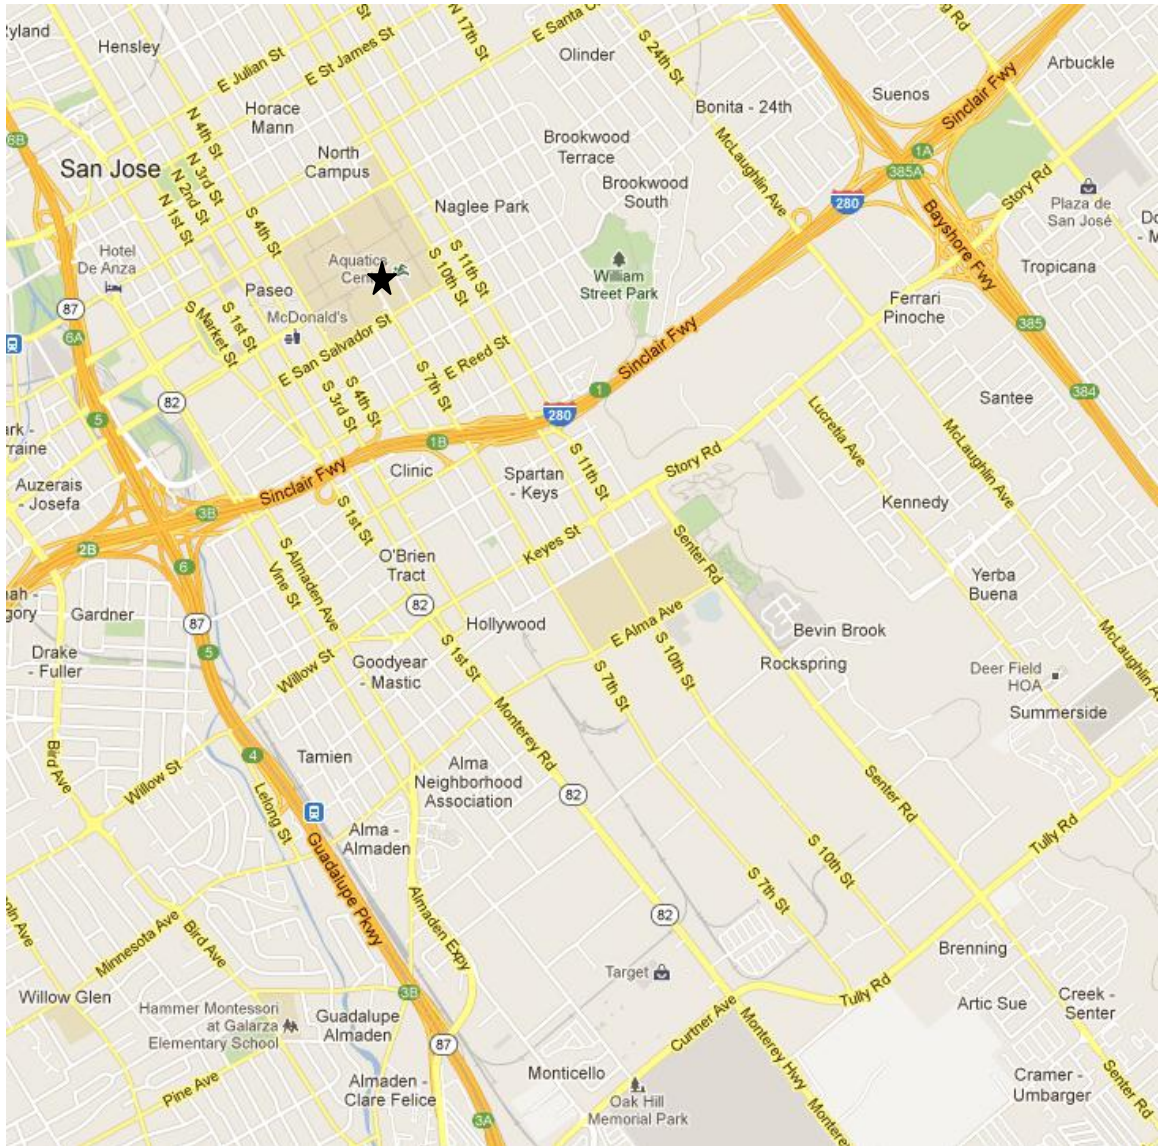 Hensley
E Julian St
E St James St
N 17th St
E Santa
Olinder
S 24th St
Rd
Arbuckle
Sinclair Fwy
Suenos
Bonita - 24th
6B
Horace
Mann
N 4th St
N 3rd St
N 2nd St
N 1st St
North
Campus
Brookwood
Terrace
McLaughlin Ave
1A
385A
San Jose
Brookwood
South
Naglee Park
280
Bayshore Fwy
Story Rd
Plaza de
San José
Hotel
De Anza
S 4th St
Aquatics
S 10th St
S 11th St
William
Street Park
Tropicana
87
6A
Paseo
McDonald's
S Market St
S 1st St
E San Salvador St
Ferrari
Pinoche
385
E Reed St
Sinclair Fwy
S 7th St
S 3rd St
S 4th St
82
5
1
280
384
Santee
Lucretia Ave
McLaughlin Ave
1B
Sinclair Fwy
Clinic
Spartan
- Keys
S 11th St
Story Rd
Auzerais
- Josefa
3B
S 1st St
Kennedy
2B
6
Keyes St
Senter Rd
S Almaden Ave
Vine St
O'Brien
Tract
82
Yerba
Buena
Gardner
87
Hollywood
E Alma Ave
Bevin Brook
Drake
- Fuller
5
Willow St
Goodyear
- Mastic
S 1st St
S 7th St
S 10th St
Rockspring
Deer Field
HOA
McLaughlin
Summerside
Bird Ave
4
Tamien
Monterey Rd
Alma
Neighborhood
Association
82
Senter Rd
Willow St
Lelong St
Alma -
Almaden
Guadalupe Pkwy
Tully Rd
S 10th St
S 7th St
Almaden Expy
82
Ave
Minnesota Ave
Bird Ave
Brenning
Willow Glen
3B
Target
Tully Rd
Artic Sue
Creek -
Senter
Hammer Montessori
at Galarza
Elementary School
Guadalupe
Almaden
87
Curtner Ave
Monterey Hwy
Monticello
Pine Ave
Almaden -
Clare Felice
3A
Oak Hill
Memorial Park
Cramer -
Umbarger
Senter Rd